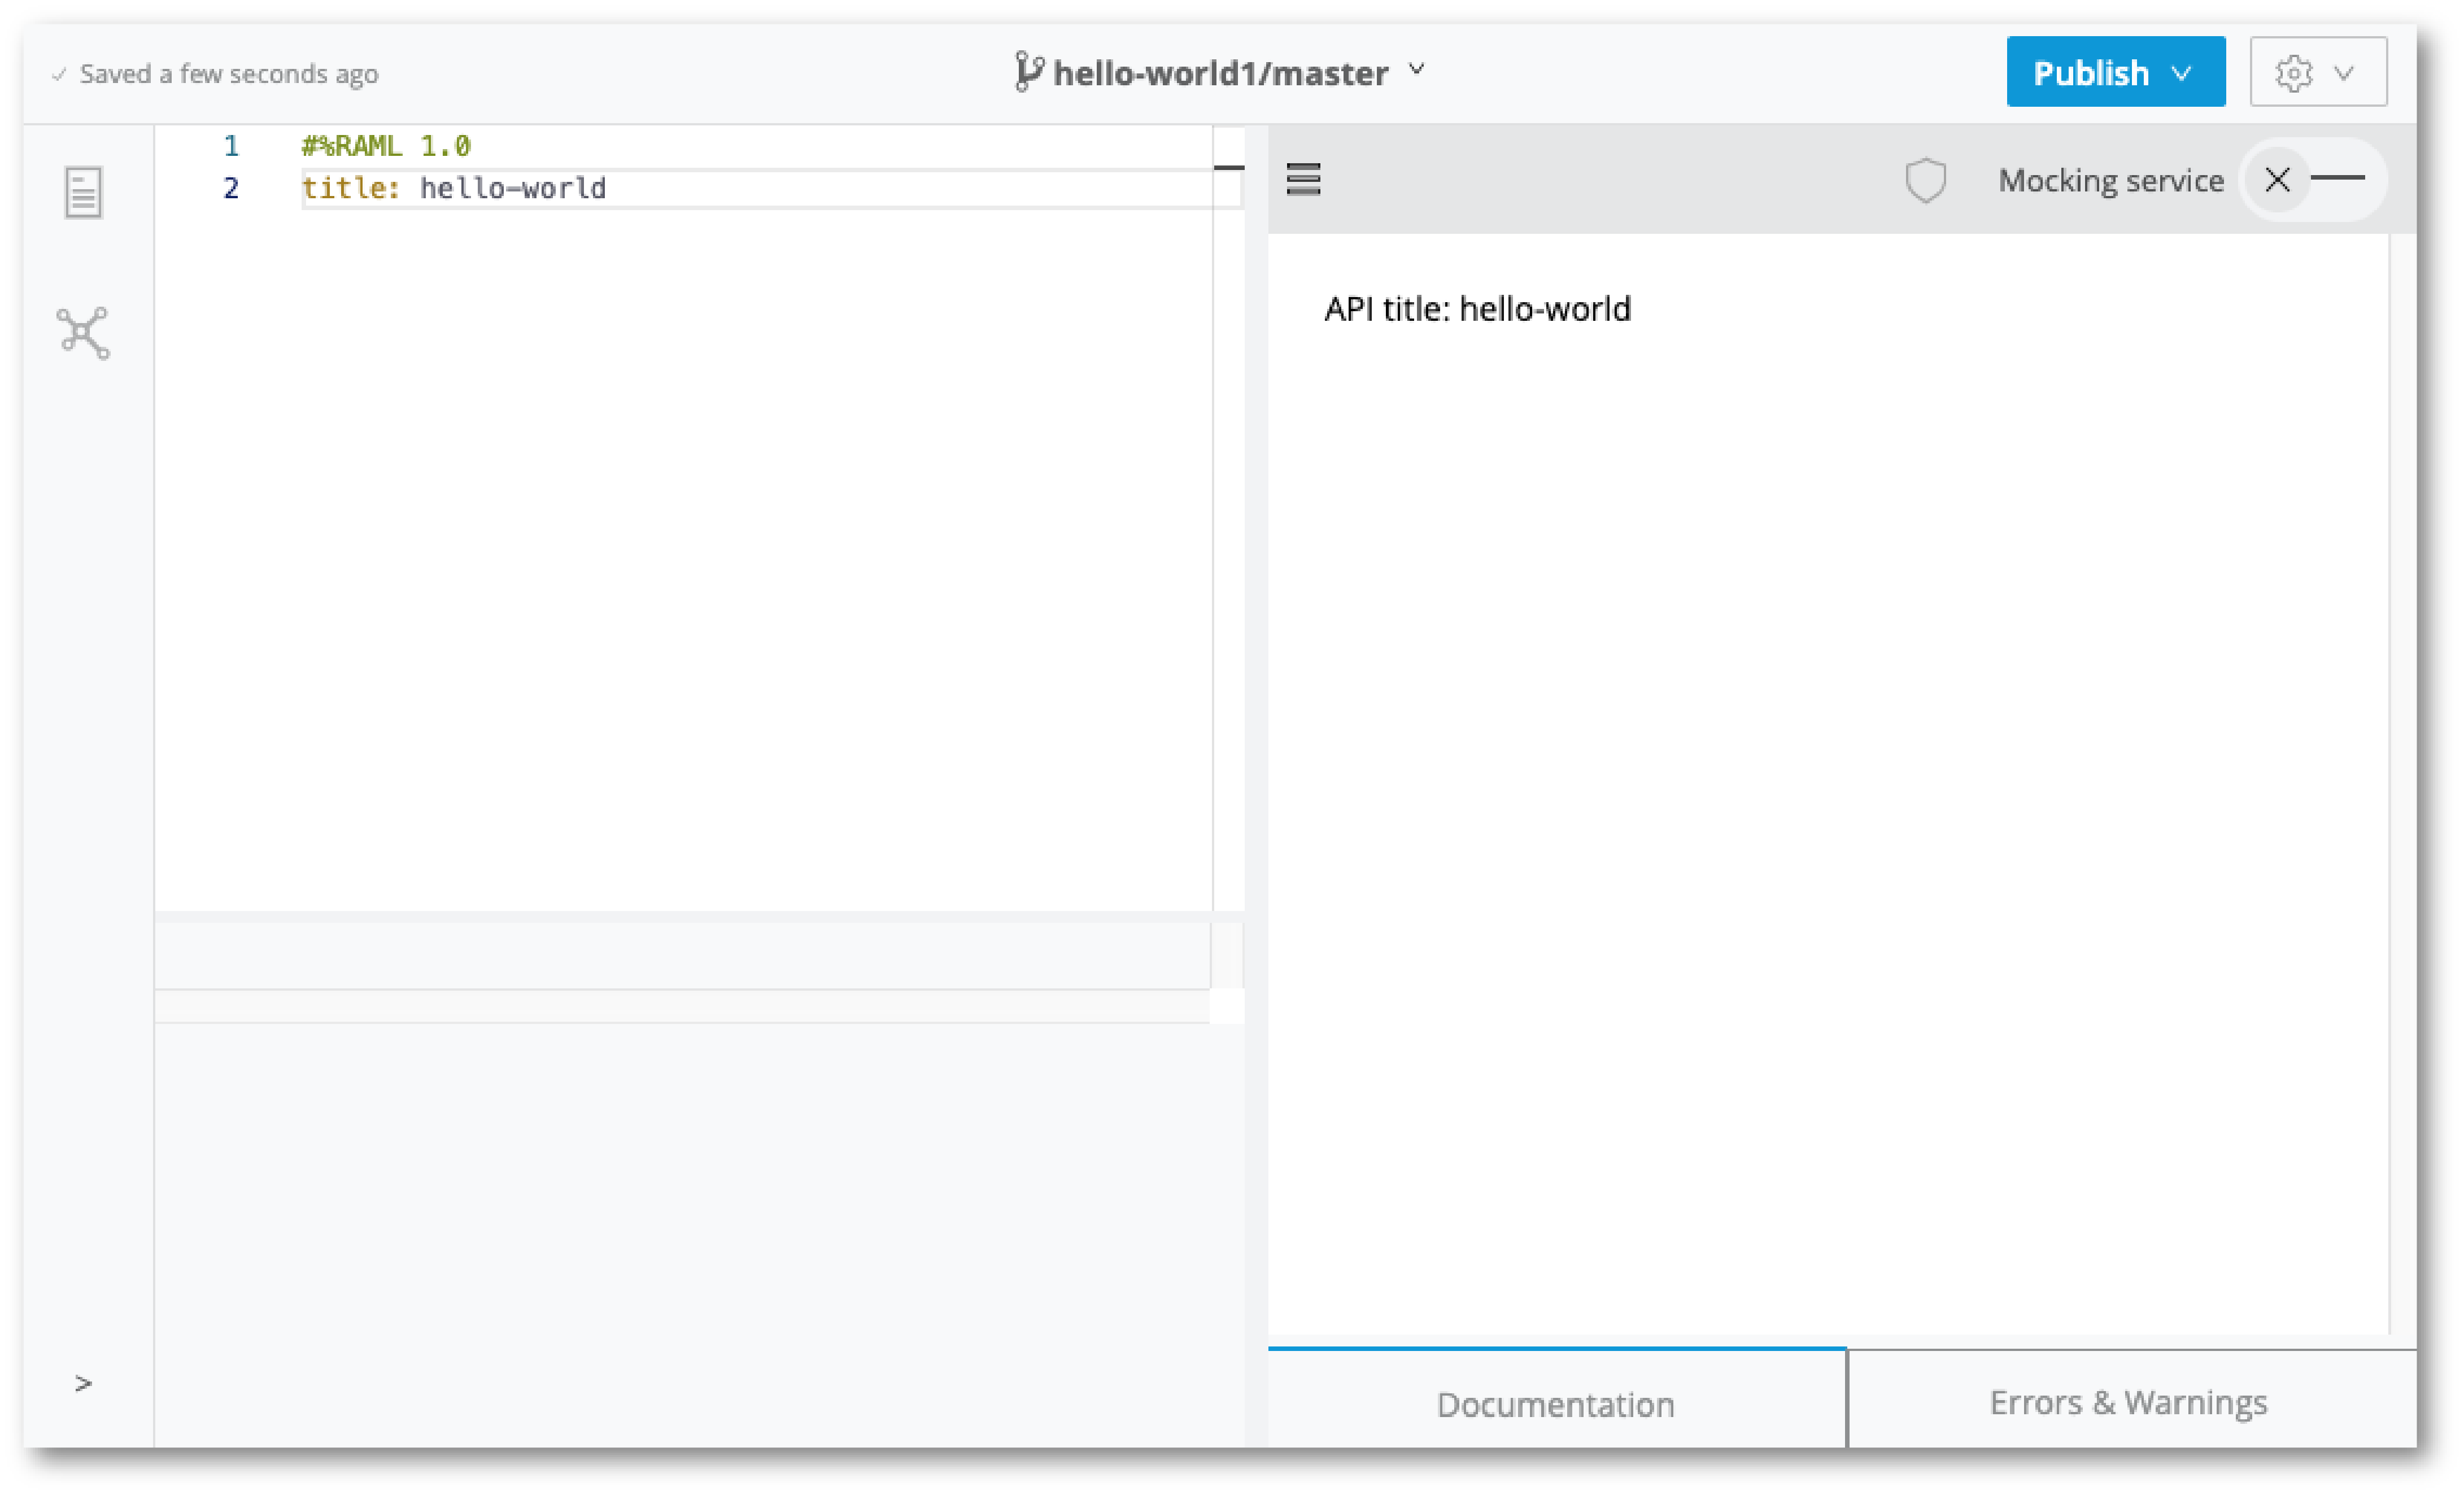 Saved a few seconds ago
hello-world1/master
Publish
1 #%RAML 1.0
2 title: hello-world
Mocking service
API title: hello-world
>
Documentation
Errors & Warnings